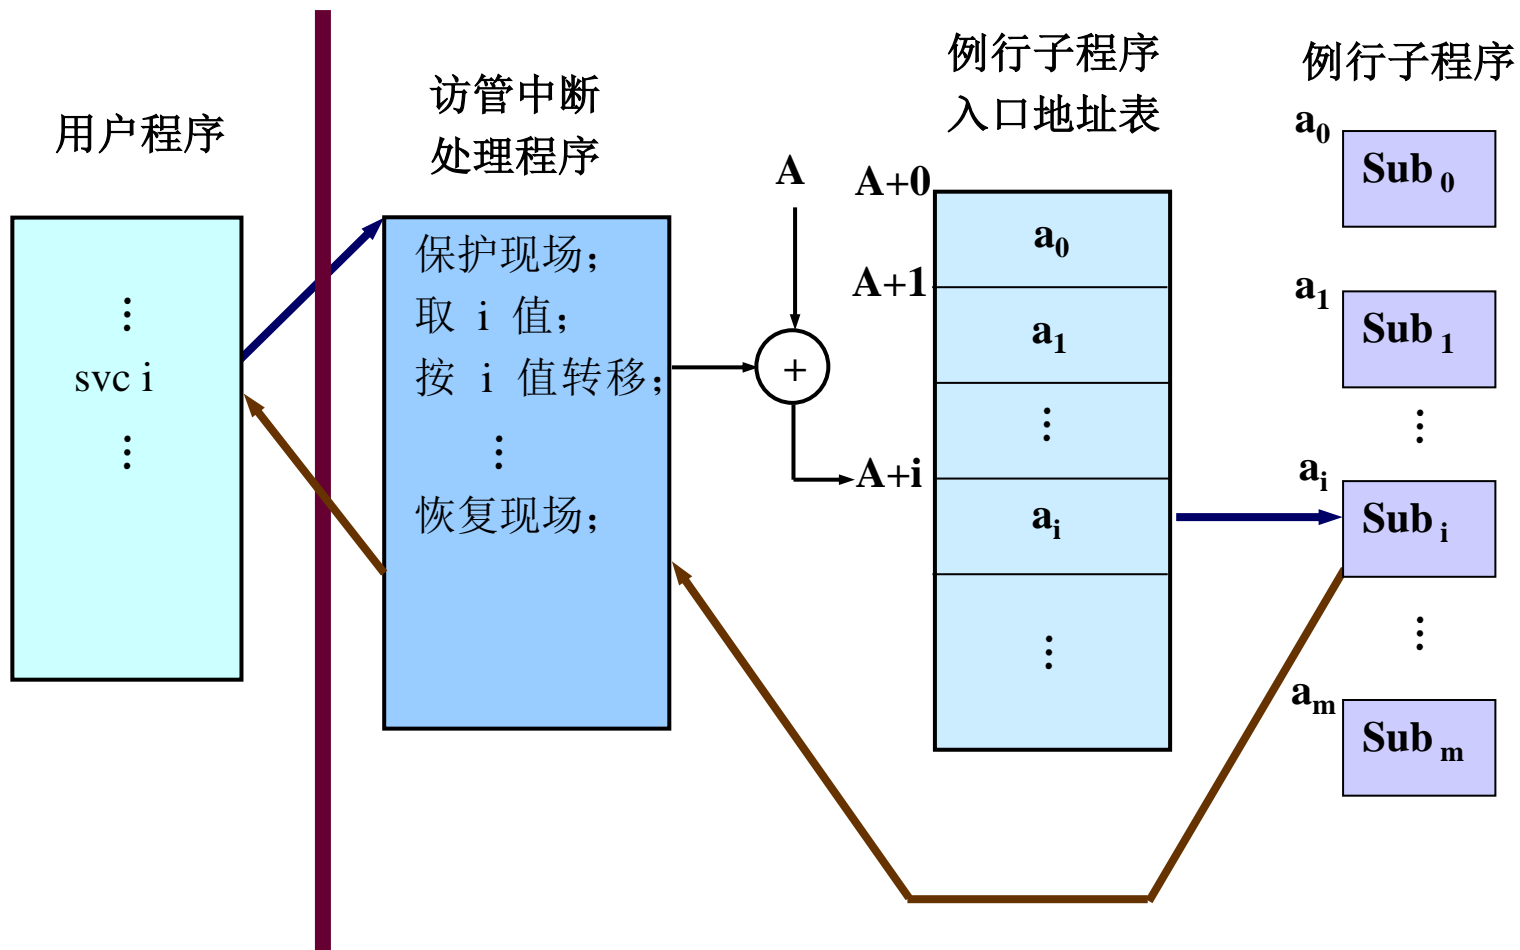 用户程序
⋮
svc i
⋮
访管中断
处理程序
保护现场；
取 i 值；
按 i 值转移；
⋮
恢复现场；
A
+
例行子程序
入口地址表
A+0
a0
A+1
a1
⋮
A+i
ai
⋮
例行子程序
a0
Sub 0
a1
Sub 1
⋮
ai
Sub i
⋮
am
Sub m